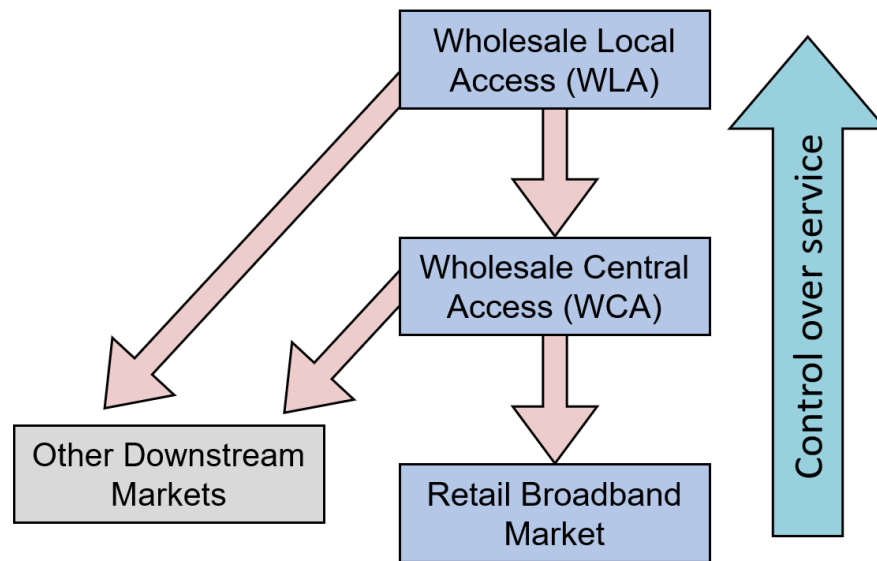 Wholesale Local
Access (WLA)
Wholesale Central
Access (WCA)
Other Downstream
Markets
Retail Broadband
Market
Control over service